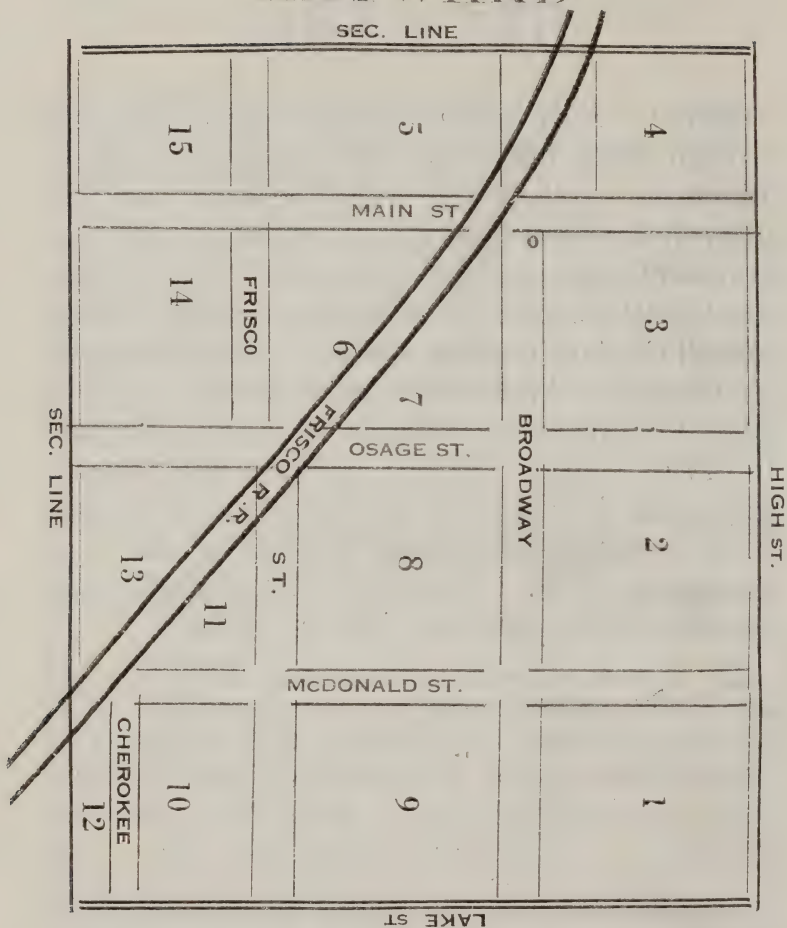 SEC. LINE
15
5
4
MAIN ST
14
FRISCO
6
7
3
o
FRISCO R.R.
OSAGE ST.
BROADWAY
HIGH ST.
SEC. LINE
13
11
ST.
8
2
McDONALD ST.
CHEROKEE
12
10
9
1
LAKE ST